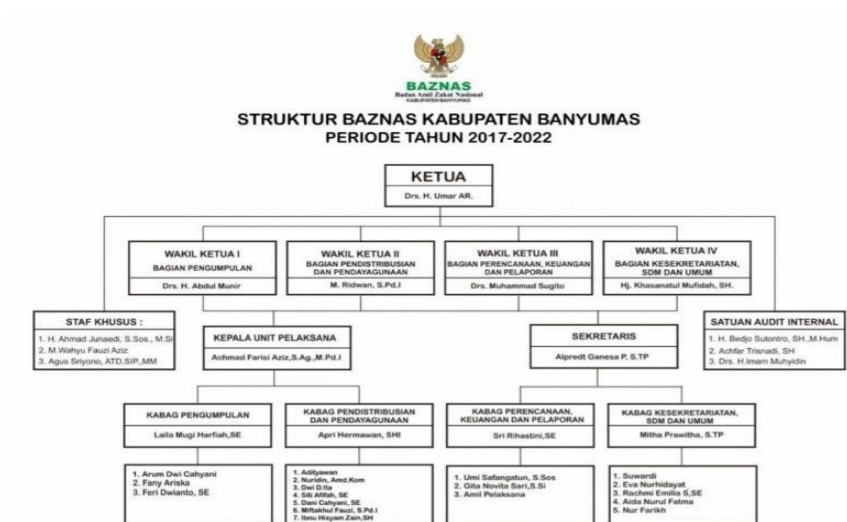 BAZNAS
Badan Amil Zakat Nasional
KABUPATEN BANYUMAS
STRUKTUR BAZNAS KABUPATEN BANYUMAS
PERIODE TAHUN 2017-2022
KETUA
Drs. H. Umar AR.
WAKIL KETUA I
BAGIAN PENGUMPULAN
Drs. H. Abdul Munir
WAKIL KETUA II
BAGIAN PENDISTRIBUSIAN
DAN PENDAYAGUNAAN
M. Ridwan, S.Pd.I
WAKIL KETUA III
BAGIAN PERENCANAAN, KEUANGAN
DAN PELAPORAN
Drs. Muhammad Sugito
WAKIL KETUA IV
BAGIAN KESEKRETARIATAN,
SDM DAN UMUM
Hj. Khasanatul Mufidah, SH.
STAF KHUSUS :
1. H. Ahmad Junaedi, S.Sos., M.Si
2. M.Wahyu Fauzi Aziz
3. Agus Sriyono, ATD,SIP.,MM
KEPALA UNIT PELAKSANA
Achmad Farisi Aziz,S.Ag.,M.Pd.I
SEKRETARIS
Alpredt Ganesa P, S.TP
SATUAN AUDIT INTERNAL
1. H. Bedjo Sutontro, SH.,M.Hum
2. Achfar Trisnadi, SH
3. Drs. H.Imam Muhyidin
KABAG PENGUMPULAN
Laila Mugi Harfiah,SE
KABAG PENDISTRIBUSIAN
DAN PENDAYAGUNAAN
Apri Hermawan, SHI
KABAG PERENCANAAN,
KEUANGAN DAN PELAPORAN
Sri Rihastini,SE
KABAG KESEKRETARIATAN,
SDM DAN UMUM
Mitha Prawitha, S.TP
1. Arum Dwi Cahyani
2. Fany Ariska
3. Feri Dwianto, SE
1. Adityawan
2. Nuridin, Amd.Kom
3. Dwi D.Ita
4. Siti Afifah, SE
5. Dani Cahyani, SE
6. Miftakhul Fauzi, S.Pd.I
7. Ibnu Hisyam Zain,SH
1. Umi Safangatun, S.Sos
2. Gita Novita Sari,S.Si
3. Amil Pelaksana
1. Suwardi
2. Eva Nurhidayat
3. Rachmi Emilia S,SE
4. Aida Nurul Fatma
5. Nur Farikh